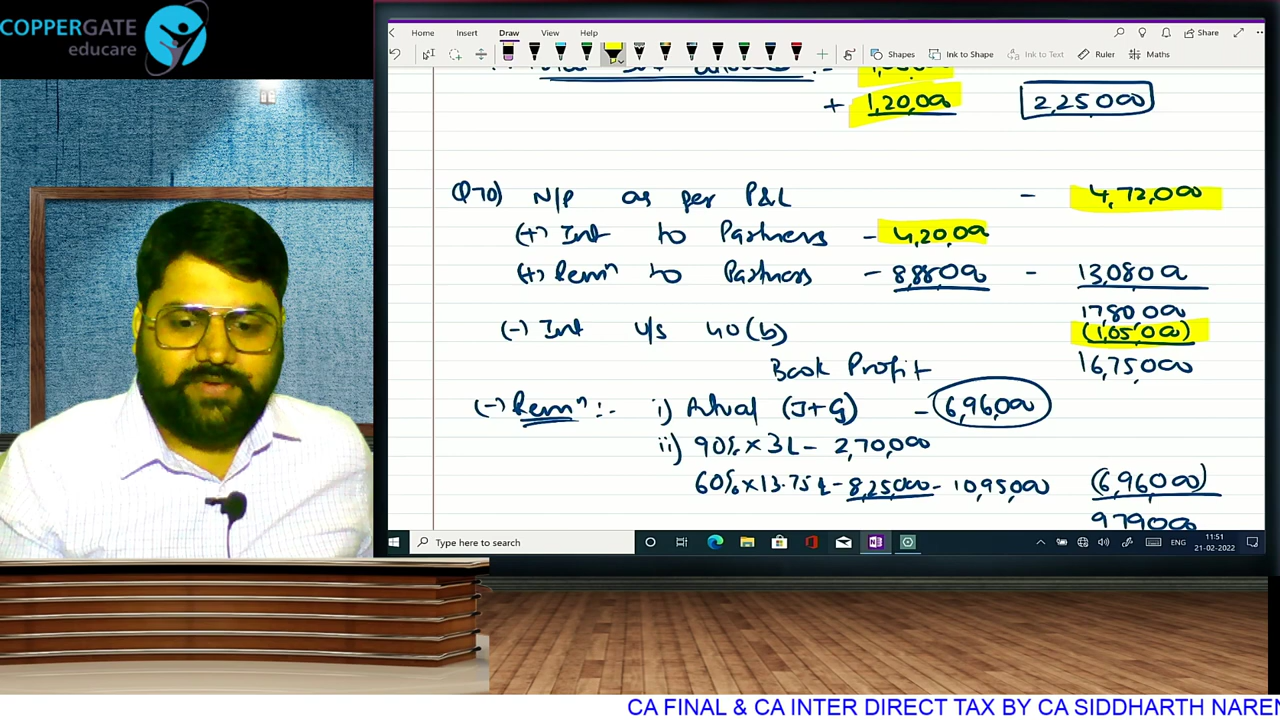 COPPERGATE
educare
Home Insert Draw View Help
Share
Shapes Ink to Shape Ink to Text Ruler Maths
+ 1,20,000 2,25,000
Q70) N/P as per P&L - 4,72,000
(+) Int to Partners - 4,20,000
(+) Remn to Partners - 8,88,000 - 13,08,000
17,80,000
(-) Int u/s 40(b) (1,05,000)
Book Profit 16,75,000
(-) Remn :- i) Actual (J+G) - 6,96,000
ii) 90% x 3L - 2,70,000
60% x 13.75L - 8,25,000 - 10,95,000 (6,96,000)
9,79,000
Type here to search
ENG
11:51
21-02-2022
CA FINAL & CA INTER DIRECT TAX BY CA SIDDHARTH NAREN